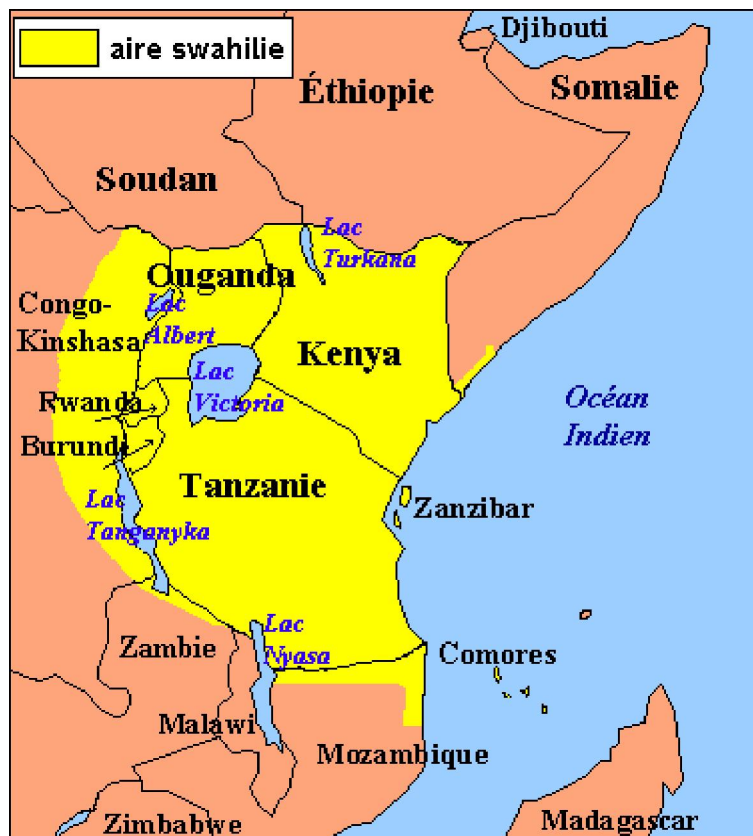 aire swahilie
Djibouti
Éthiopie
Somalie
Soudan
Lac
Turkana
Ouganda
Congo-
Kinshasa
Lac
Albert
Kenya
Lac
Victoria
Rwanda
Océan
Indien
Burundi
Tanzanie
Lac
Tanganyka
Zanzibar
Lac
Nyasa
Zambie
Comores
Malawi
Mozambique
Zimbabwe
Madagascar